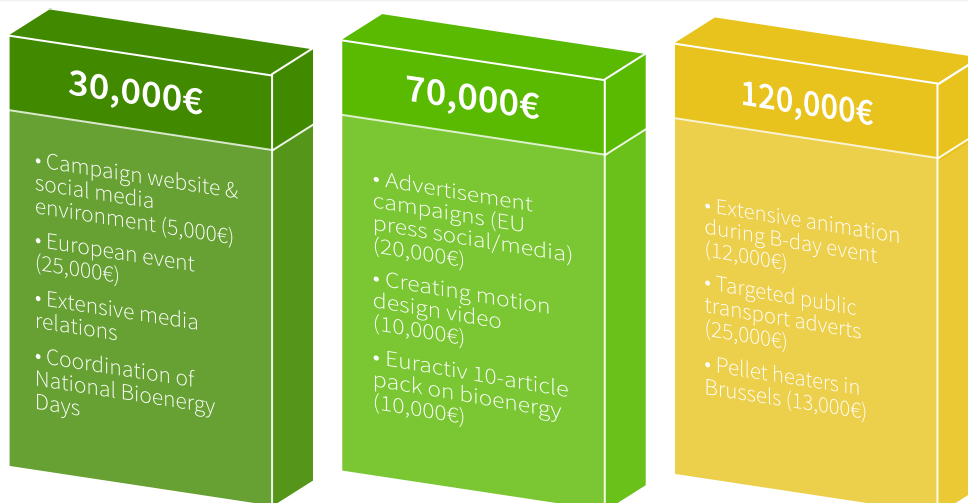 30,000€
• Campaign website &
social media
environment (5,000€)
• European event
(25,000€)
• Extensive media
relations
• Coordination of
National Bioenergy
Days
70,000€
• Advertisement
campaigns (EU
press social/media)
(20,000€)
• Creating motion
design video
(10,000€)
• Euractiv 10-article
pack on bioenergy
(10,000€)
120,000€
• Extensive animation
during B-day event
(12,000€)
• Targeted public
transport adverts
(25,000€)
• Pellet heaters in
Brussels (13,000€)